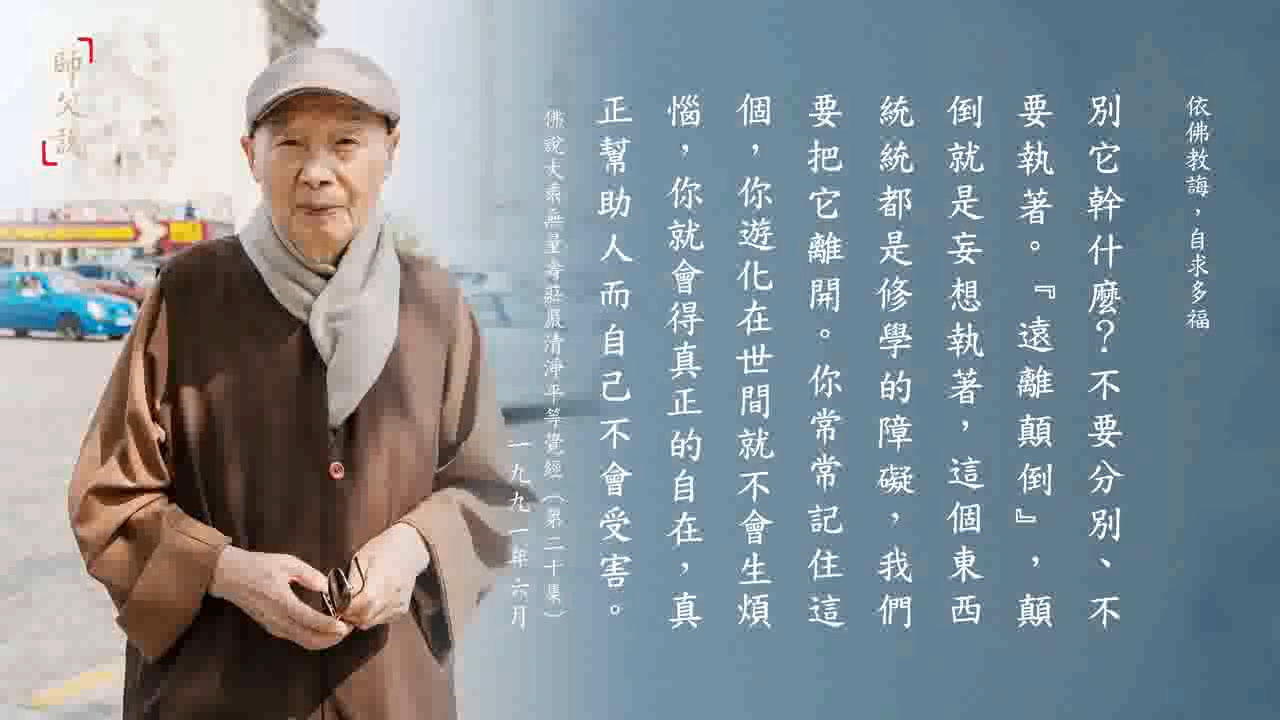 師父說
依佛教誨，自求多福
別它幹什麼？不要分別、不
要執著。『遠離顛倒』，顛
倒就是妄想執著，這個東西
統統都是修學的障礙，我們
要把它離開。你常常記住這
個，你遊化在世間就不會生煩
惱，你就會得真正的自在，真
正幫助人而自己不會受害。
佛說大乘無量壽莊嚴清淨平等覺經（第二十集）
一九九一年六月